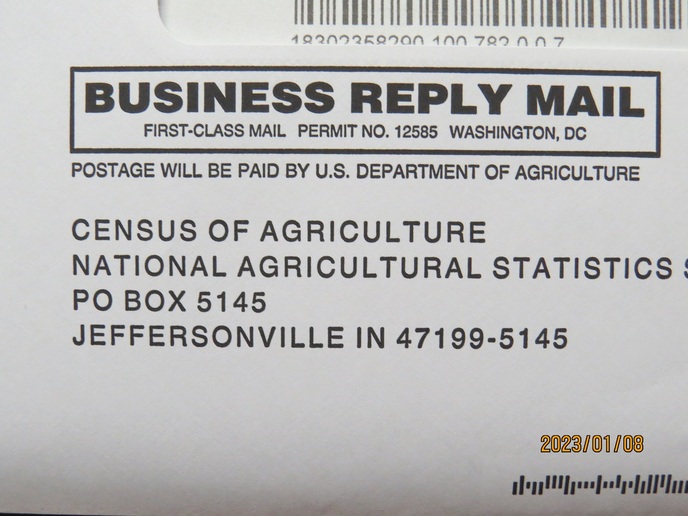 18302358290 100 782 0 0 7
BUSINESS REPLY MAIL
FIRST-CLASS MAIL PERMIT NO. 12585 WASHINGTON, DC
POSTAGE WILL BE PAID BY U.S. DEPARTMENT OF AGRICULTURE
CENSUS OF AGRICULTURE
NATIONAL AGRICULTURAL STATISTICS
PO BOX 5145
JEFFERSONVILLE IN 47199-5145
2023/01/08